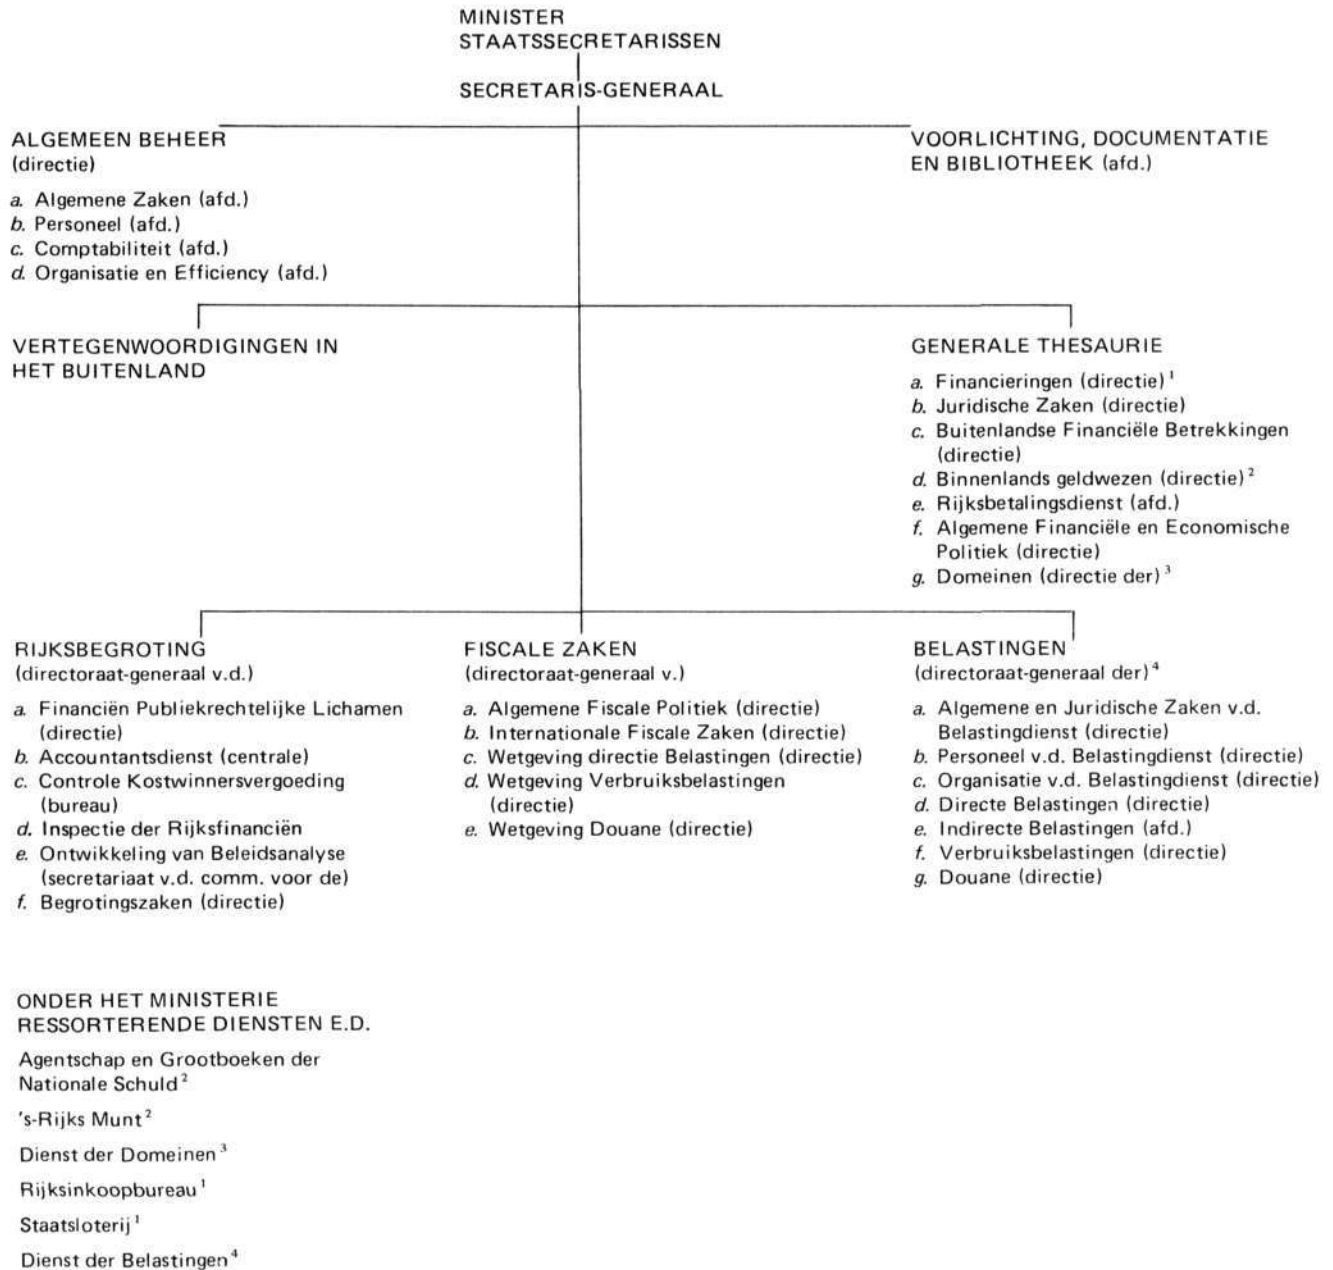 MINISTER
STAATSSECRETARISSEN
SECRETARIS-GENERAAL
ALGEMEEN BEHEER
(directie)
a. Algemene Zaken (afd.)
b. Personeel (afd.)
c. Comptabiliteit (afd.)
d. Organisatie en Efficiency (afd.)
VOORLICHTING, DOCUMENTATIE
EN BIBLIOTHEEK (afd.)
VERTEGENWOORDIGINGEN IN
HET BUITENLAND
GENERALE THESAURIE
a. Financieringen (directie)¹
b. Juridische Zaken (directie)
c. Buitenlandse Financiële Betrekkingen
(directie)
d. Binnenlands geldwezen (directie)²
e. Rijksbetalingsdienst (afd.)
f. Algemene Financiële en Economische
Politiek (directie)
g. Domeinen (directie der)³
RIJKSBEGROTING
(directoraat-generaal v.d.)
a. Financiën Publiekrechtelijke Lichamen
(directie)
b. Accountantsdienst (centrale)
c. Controle Kostwinnersvergoeding
(bureau)
d. Inspectie der Rijksfinanciën
e. Ontwikkeling van Beleidsanalyse
(secretariaat v.d. comm. voor de)
f. Begrotingszaken (directie)
FISCALE ZAKEN
(directoraat-generaal v.)
a. Algemene Fiscale Politiek (directie)
b. Internationale Fiscale Zaken (directie)
c. Wetgeving directie Belastingen (directie)
d. Wetgeving Verbruiksbelastingen
(directie)
e. Wetgeving Douane (directie)
BELASTINGEN
(directoraat-generaal der)⁴
a. Algemene en Juridische Zaken v.d.
Belastingdienst (directie)
b. Personeel v.d. Belastingdienst (directie)
c. Organisatie v.d. Belastingdienst (directie)
d. Directe Belastingen (directie)
e. Indirecte Belastingen (afd.)
f. Verbruiksbelastingen (directie)
g. Douane (directie)
ONDER HET MINISTERIE
RESSORTERENDE DIENSTEN E.D.
Agentschap en Grootboeken der
Nationale Schuld²
's-Rijks Munt²
Dienst der Domeinen³
Rijksinkoopbureau¹
Staatsloterij¹
Dienst der Belastingen⁴